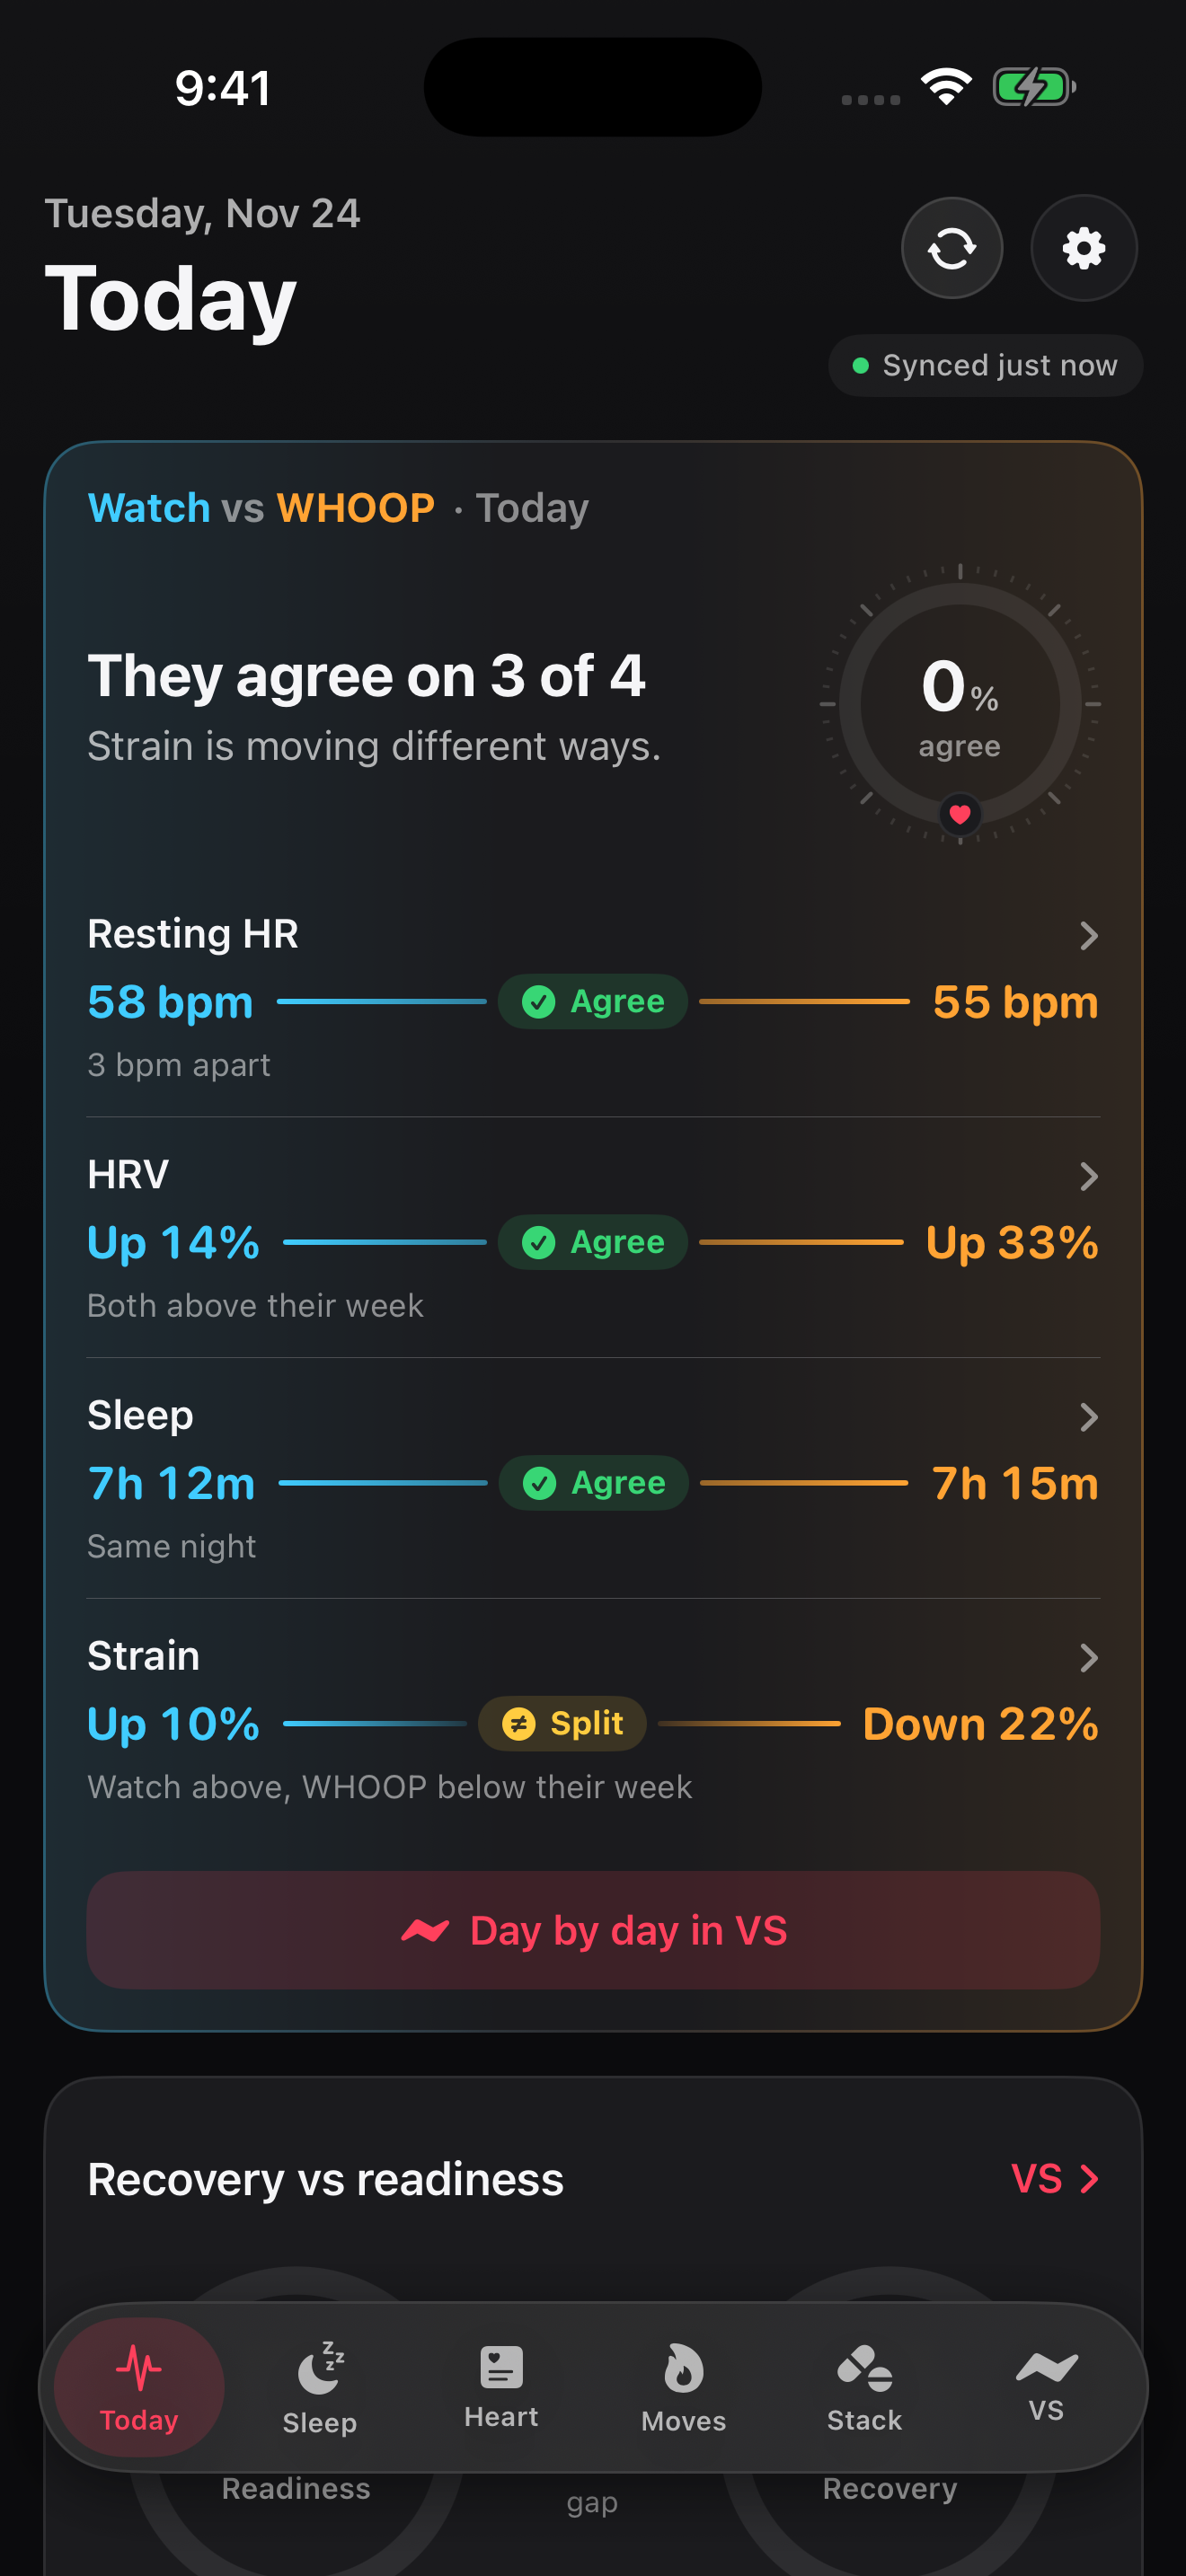 9:41
Tuesday, Nov 24
Today
Synced just now
Watch vs WHOOP · Today
They agree on 3 of 4
Strain is moving different ways.
0%
agree
Resting HR
58 bpm Agree 55 bpm
3 bpm apart
HRV
Up 14% Agree Up 33%
Both above their week
Sleep
7h 12m Agree 7h 15m
Same night
Strain
Up 10% Split Down 22%
Watch above, WHOOP below their week
Day by day in VS
Recovery vs readiness VS
Today Sleep Heart Moves Stack VS
Readiness gap Recovery